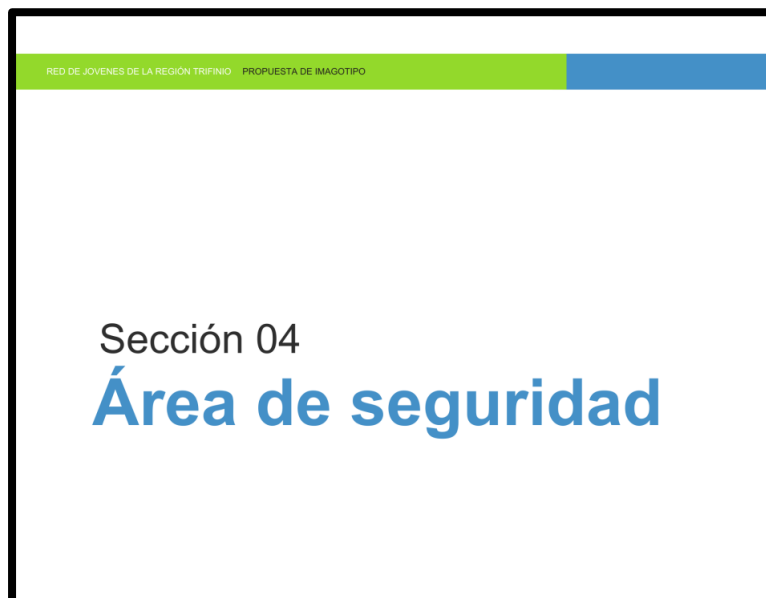 RED DE JOVENES DE LA REGIÓN TRIFINIO PROPUESTA DE IMAGOTIPO
Sección 04
Área de seguridad